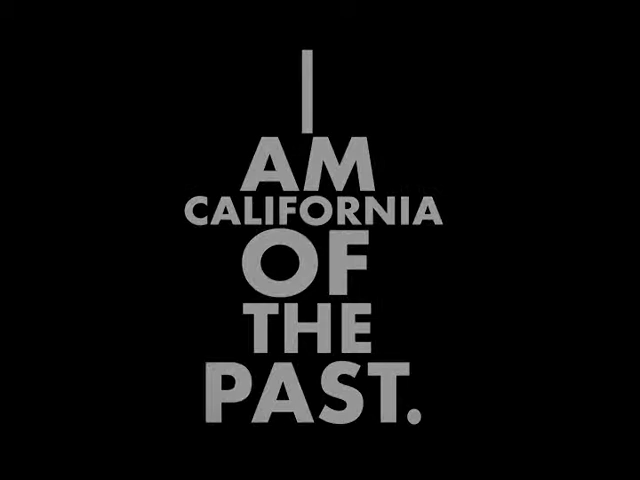 I
AM
CALIFORNIA
OF
THE
PAST.